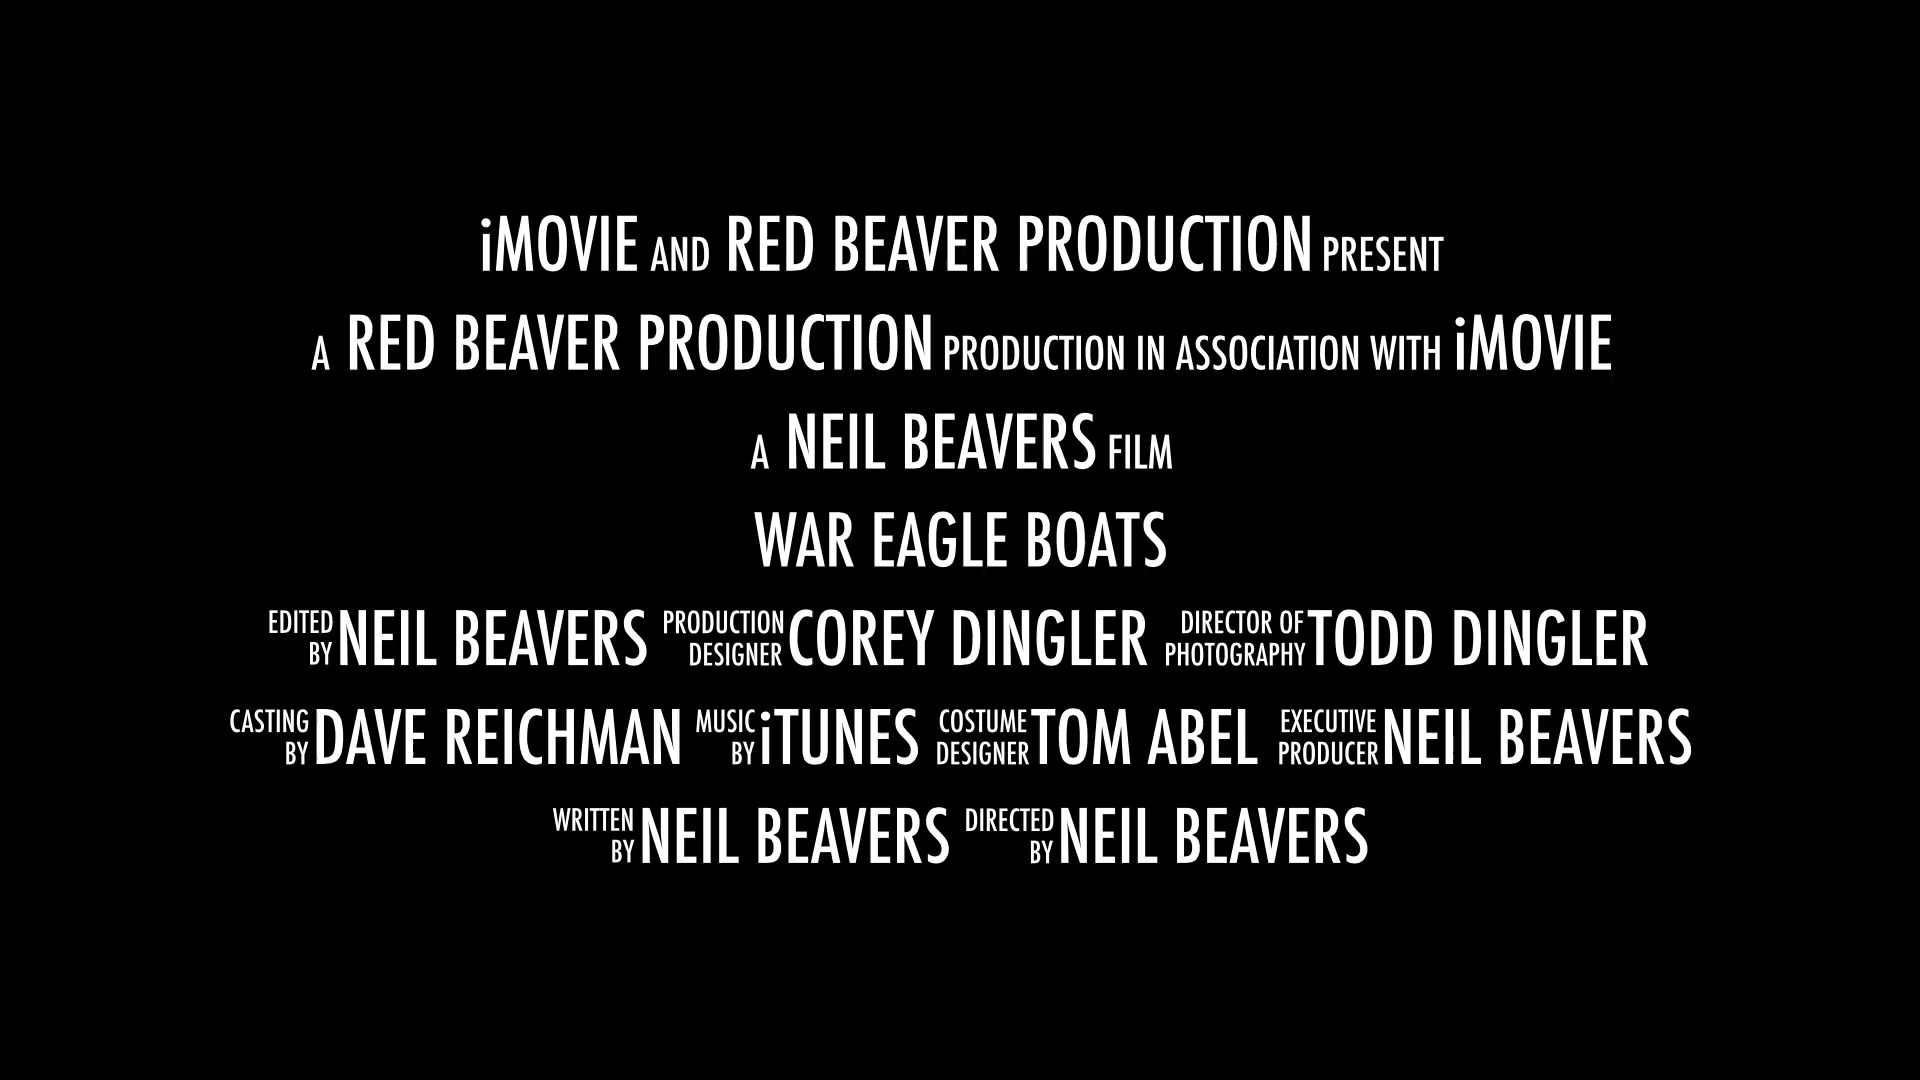 iMOVIE AND RED BEAVER PRODUCTION PRESENT
A RED BEAVER PRODUCTION PRODUCTION IN ASSOCIATION WITH iMOVIE
A NEIL BEAVERS FILM
WAR EAGLE BOATS
EDITED BY NEIL BEAVERS PRODUCTION DESIGNER COREY DINGLER DIRECTOR OF PHOTOGRAPHY TODD DINGLER
CASTING BY DAVE REICHMAN MUSIC BY iTUNES COSTUME DESIGNER TOM ABEL EXECUTIVE PRODUCER NEIL BEAVERS
WRITTEN BY NEIL BEAVERS DIRECTED BY NEIL BEAVERS